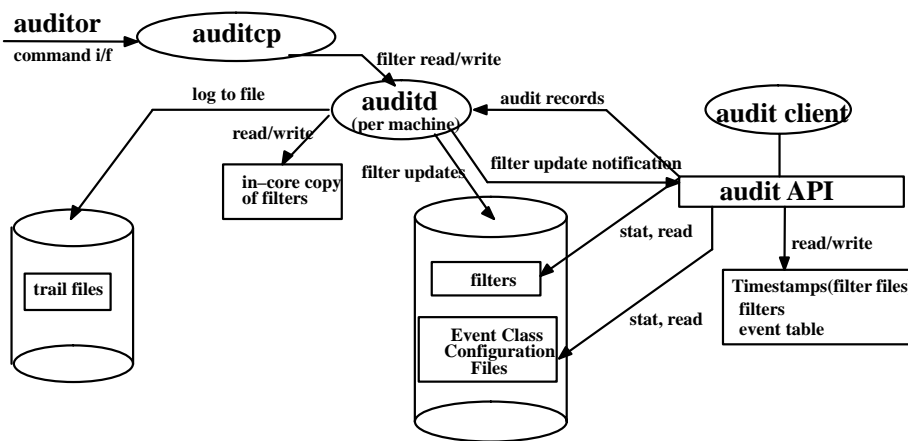 auditor
command i/f
auditcp
filter read/write
log to file
auditd
(per machine)
audit records
audit client
read/write
filter updates
filter update notification
in–core copy
of filters
audit API
stat, read
read/write
trail files
filters
stat, read
Timestamps(filter files
filters
event table
Event Class
Configuration
Files